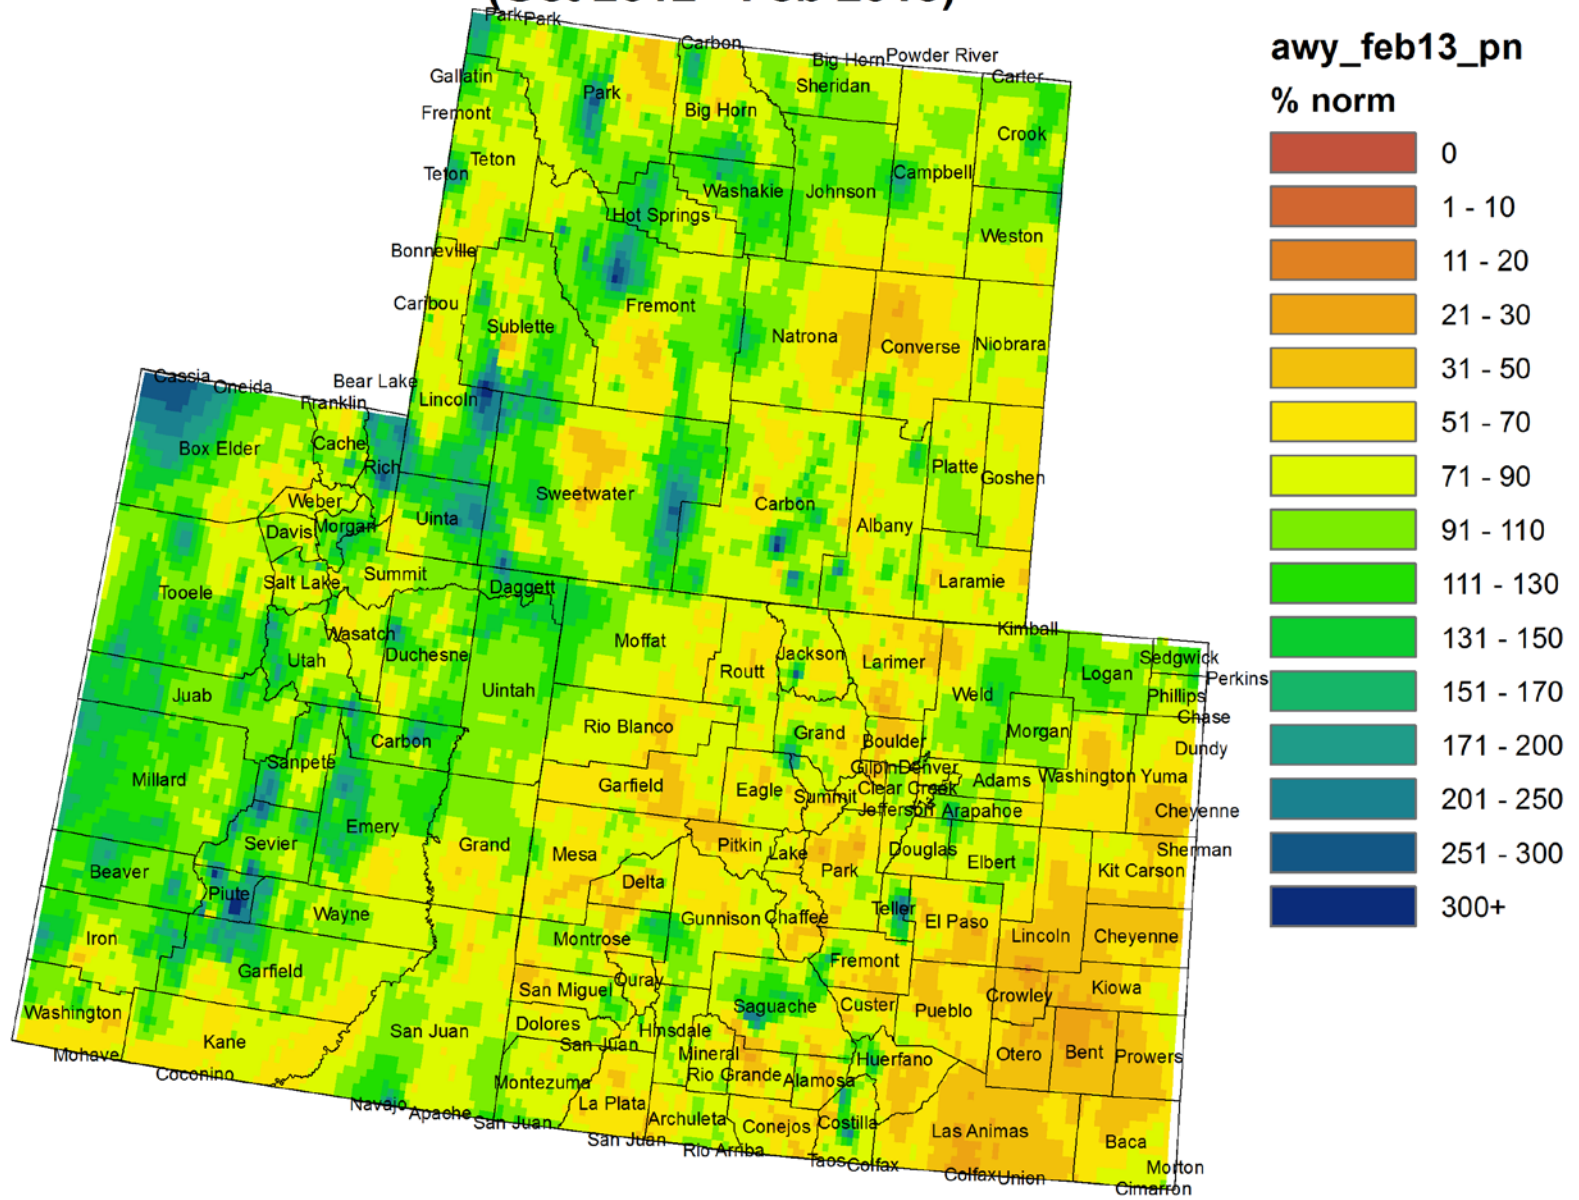 awy_feb13_pn
% norm
0
1 - 10
11 - 20
21 - 30
31 - 50
51 - 70
71 - 90
91 - 110
111 - 130
131 - 150
151 - 170
171 - 200
201 - 250
251 - 300
300+
Park
Park
Carbon
Big Horn
Powder River
Carter
Gallatin
Park
Sheridan
Fremont
Big Horn
Crook
Teton
Teton
Washakie
Johnson
Campbell
Hot Springs
Weston
Bonneville
Caribou
Fremont
Sublette
Natrona
Converse
Niobrara
Cassia
Oneida
Bear Lake
Franklin
Lincoln
Box Elder
Cache
Rich
Platte
Goshen
Sweetwater
Carbon
Weber
Uinta
Albany
Davis
Morgan
Salt Lake
Summit
Daggett
Laramie
Tooele
Wasatch
Kimball
Utah
Duchesne
Moffat
Jackson
Larimer
Sedgwick
Routt
Logan
Perkins
Juab
Uintah
Weld
Phillips
Rio Blanco
Grand
Morgan
Chase
Carbon
Boulder
Dundy
Sanpete
Gilpin
Denver
Millard
Garfield
Eagle
Clear Creek
Adams
Washington
Yuma
Summit
Jefferson
Arapahoe
Cheyenne
Emery
Sevier
Grand
Mesa
Pitkin
Lake
Douglas
Elbert
Sherman
Beaver
Park
Kit Carson
Delta
Piute
Wayne
Gunnison
Chaffee
Teller
El Paso
Iron
Montrose
Lincoln
Cheyenne
Garfield
Fremont
San Miguel
Ouray
Saguache
Custer
Crowley
Kiowa
Washington
Pueblo
Kane
San Juan
Dolores
Hinsdale
San Juan
Mohave
Mineral
Huerfano
Otero
Bent
Prowers
Coconino
Montezuma
Rio Grande
Alamosa
Navajo
Apache
La Plata
San Juan
Archuleta
Conejos
Costilla
Las Animas
Baca
San Juan
Rio Arriba
Taos
Colfax
Colfax
Union
Morton
Cimarron